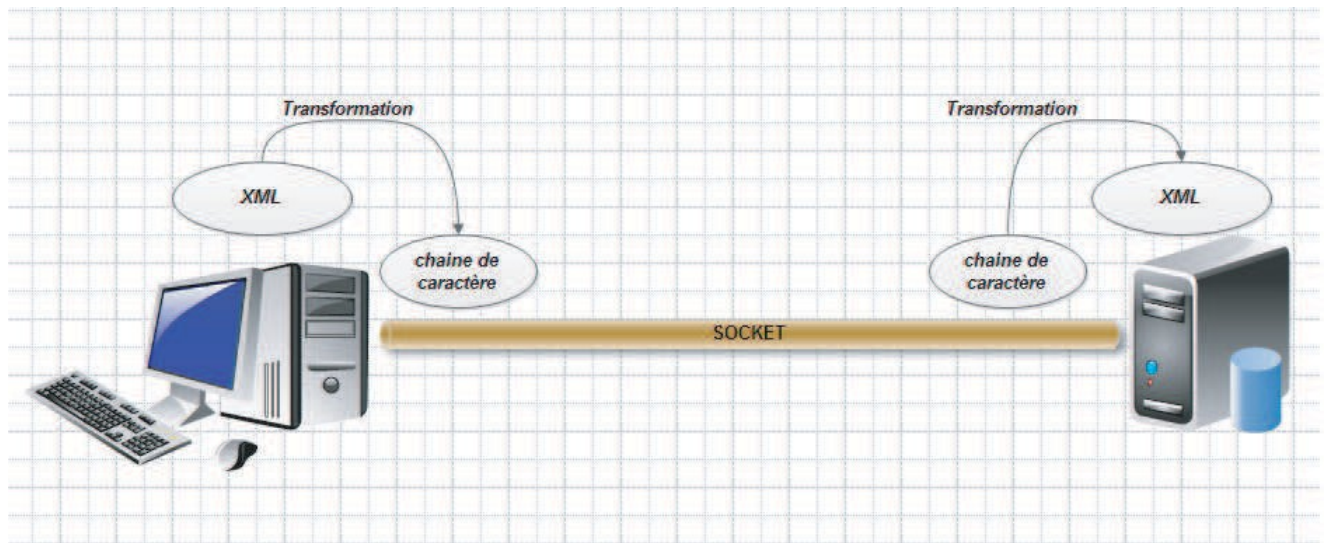 Transformation
Transformation
XML
XML
chaine de
caractère
chaine de
caractère
SOCKET